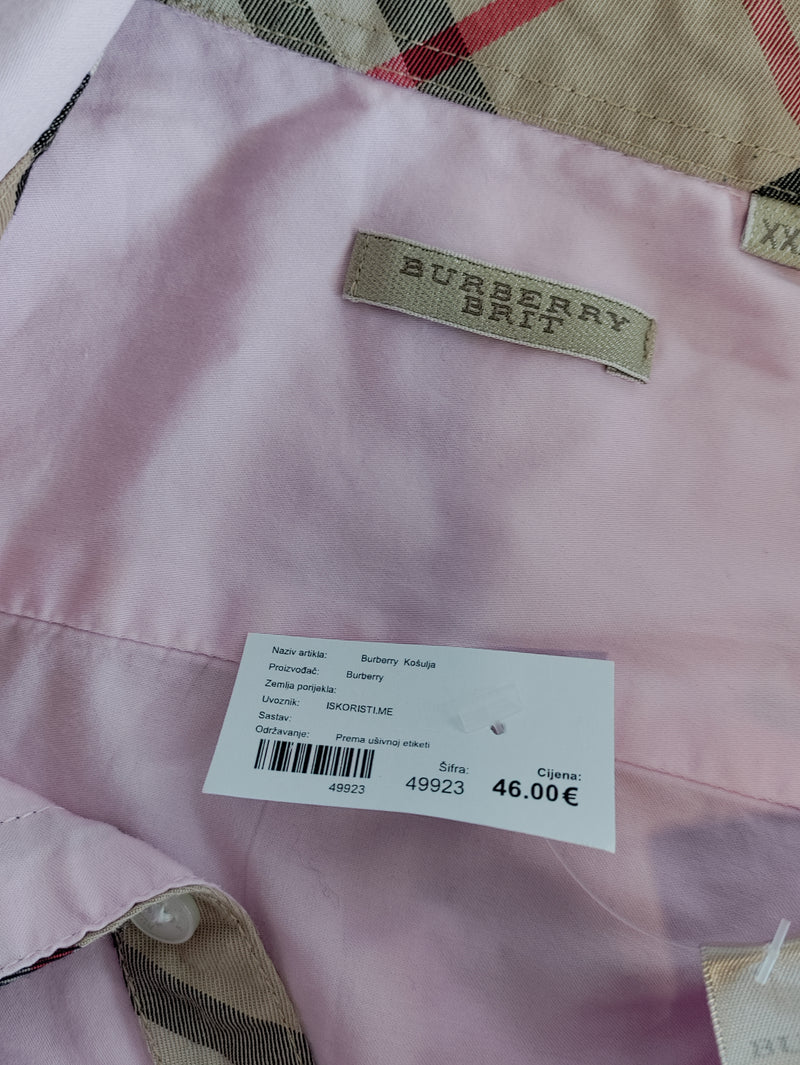 XX
BURBERRY
BRIT
Naziv artikla: Burberry Košulja
Proizvođač: Burberry
Zemlja porijekla:
Uvoznik: ISKORISTI.ME
Sastav:
Održavanje: Prema ušivnoj etiketi
49923
Šifra:
49923
Cijena:
46.00€